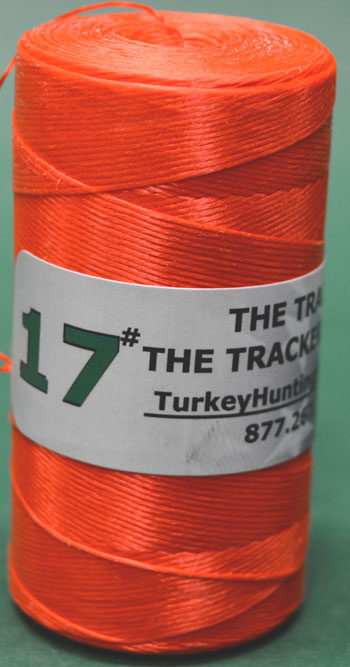 17#
THE TRA
THE TRACKE
TurkeyHunting
877.26